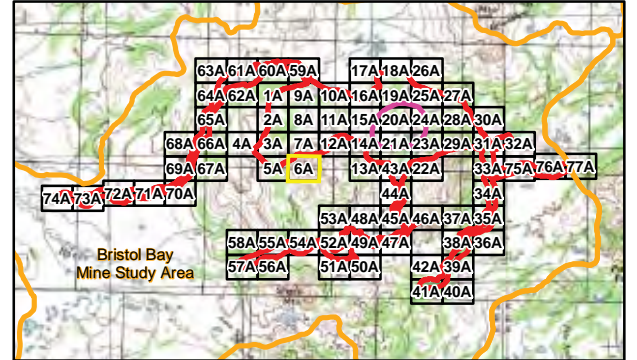 63A 61A 60A 59A 17A 18A 26A
64A 62A 1A 9A 10A 16A 19A 25A 27A
65A 2A 8A 11A 15A 20A 24A 28A 30A
68A 66A 4A 3A 7A 12A 14A 21A 23A 29A 31A 32A
69A 67A 5A 6A 13A 43A 22A 33A 75A 76A 77A
74A 73A 72A 71A 70A 44A 34A
53A 48A 45A 46A 37A 35A
58A 55A 54A 52A 49A 47A 38A 36A
Bristol Bay
Mine Study Area
57A 56A 51A 50A 42A 39A
41A 40A